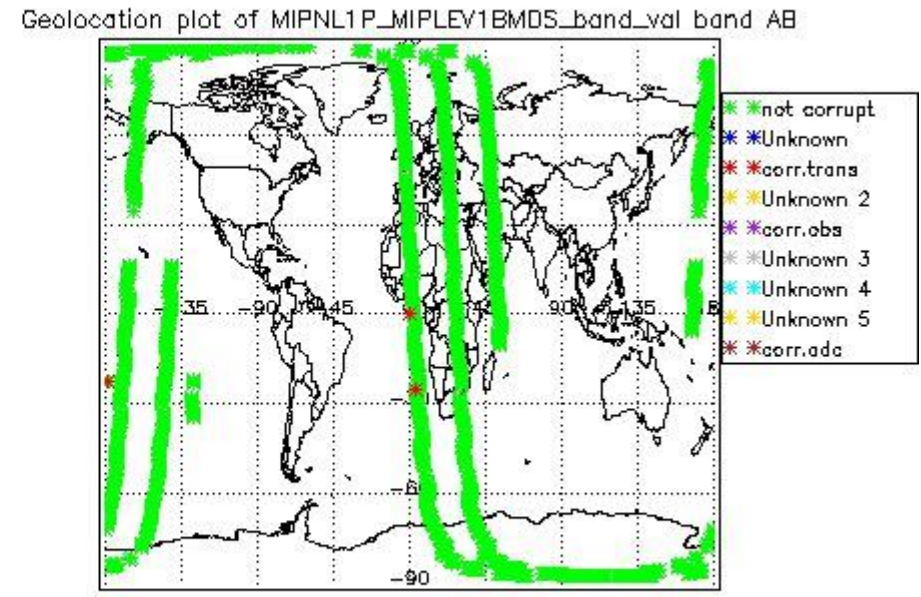 Geolocation plot of MIPNL1P_MIPLEV1BMDS_band_val band AB
not corrupt
Unknown
corr.trans
Unknown 2
corr.obs
Unknown 3
Unknown 4
Unknown 5
corr.adc
-90
-45
90
135
-90